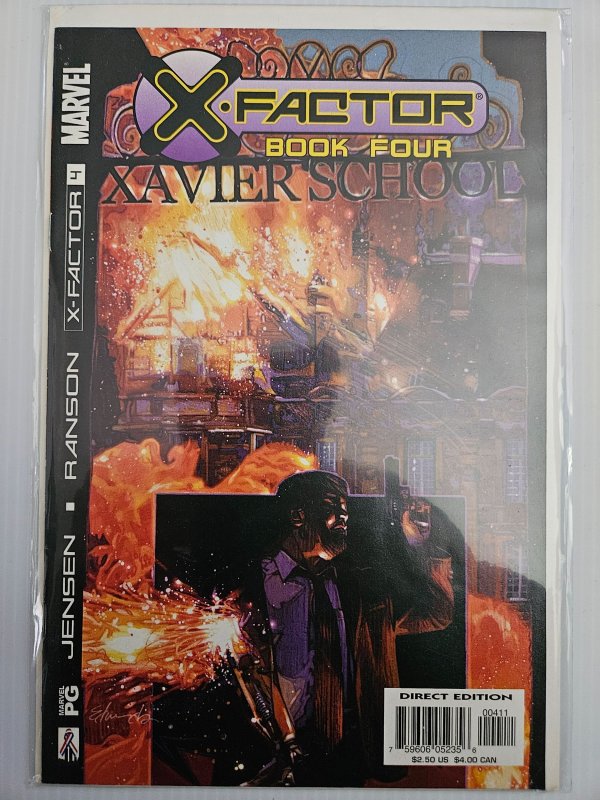 MARVEL
X-FACTOR®
BOOK FOUR
XAVIER SCHOOL
JENSEN ▪ RANSON X-FACTOR 4
MARVEL
PG
DIRECT EDITION
00411
7 59606 05235 6
$2.50 US $4.00 CAN